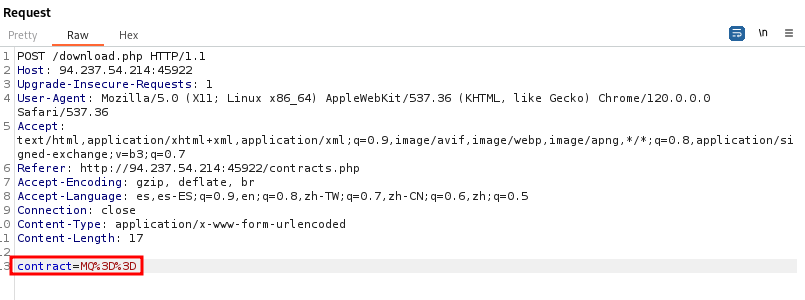 Request
Pretty Raw Hex \n
1 POST /download.php HTTP/1.1
2 Host: 94.237.54.214:45922
3 Upgrade-Insecure-Requests: 1
4 User-Agent: Mozilla/5.0 (X11; Linux x86_64) AppleWebKit/537.36 (KHTML, like Gecko) Chrome/120.0.0.0
Safari/537.36
5 Accept:
text/html,application/xhtml+xml,application/xml;q=0.9,image/avif,image/webp,image/apng,*/*;q=0.8,application/si
gned-exchange;v=b3;q=0.7
6 Referer: http://94.237.54.214:45922/contracts.php
7 Accept-Encoding: gzip, deflate, br
8 Accept-Language: es,es-ES;q=0.9,en;q=0.8,zh-TW;q=0.7,zh-CN;q=0.6,zh;q=0.5
9 Connection: close
10 Content-Type: application/x-www-form-urlencoded
11 Content-Length: 17
12
13 contract=MQ%3D%3D